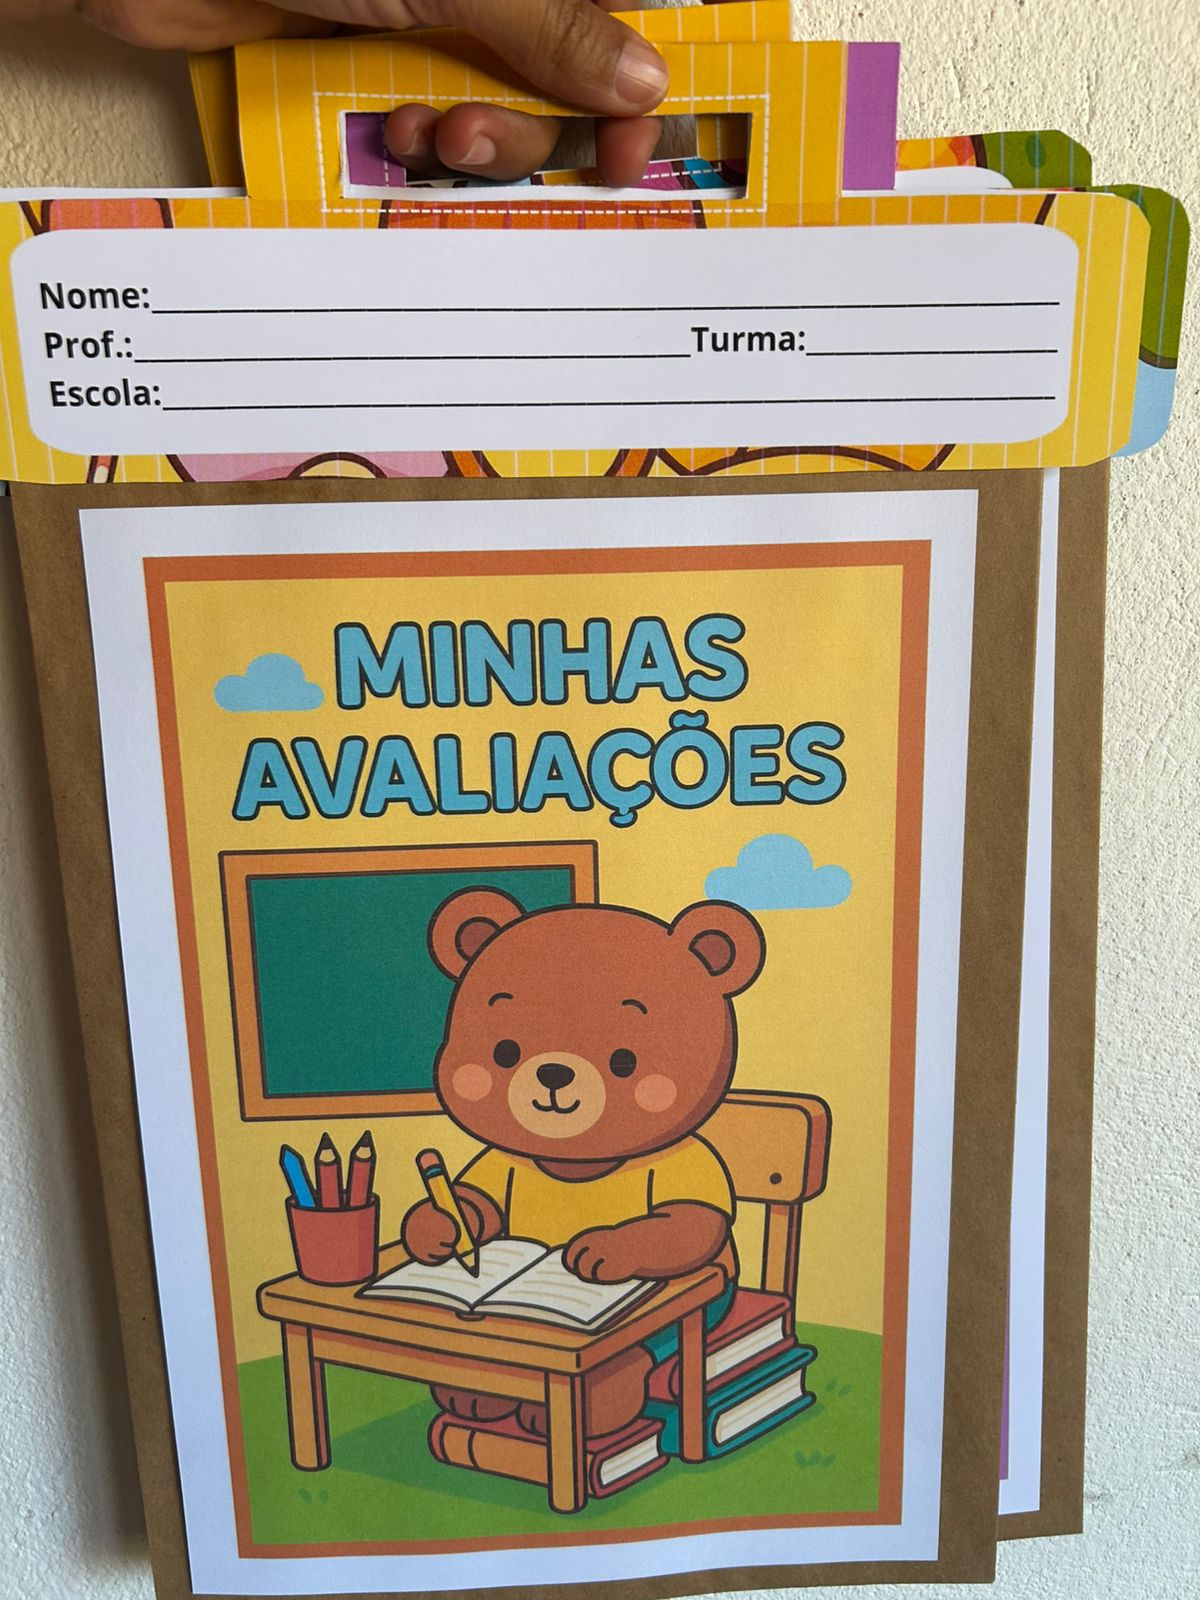 Nome:
Prof.: Turma:
Escola:
MINHAS
AVALIAÇÕES